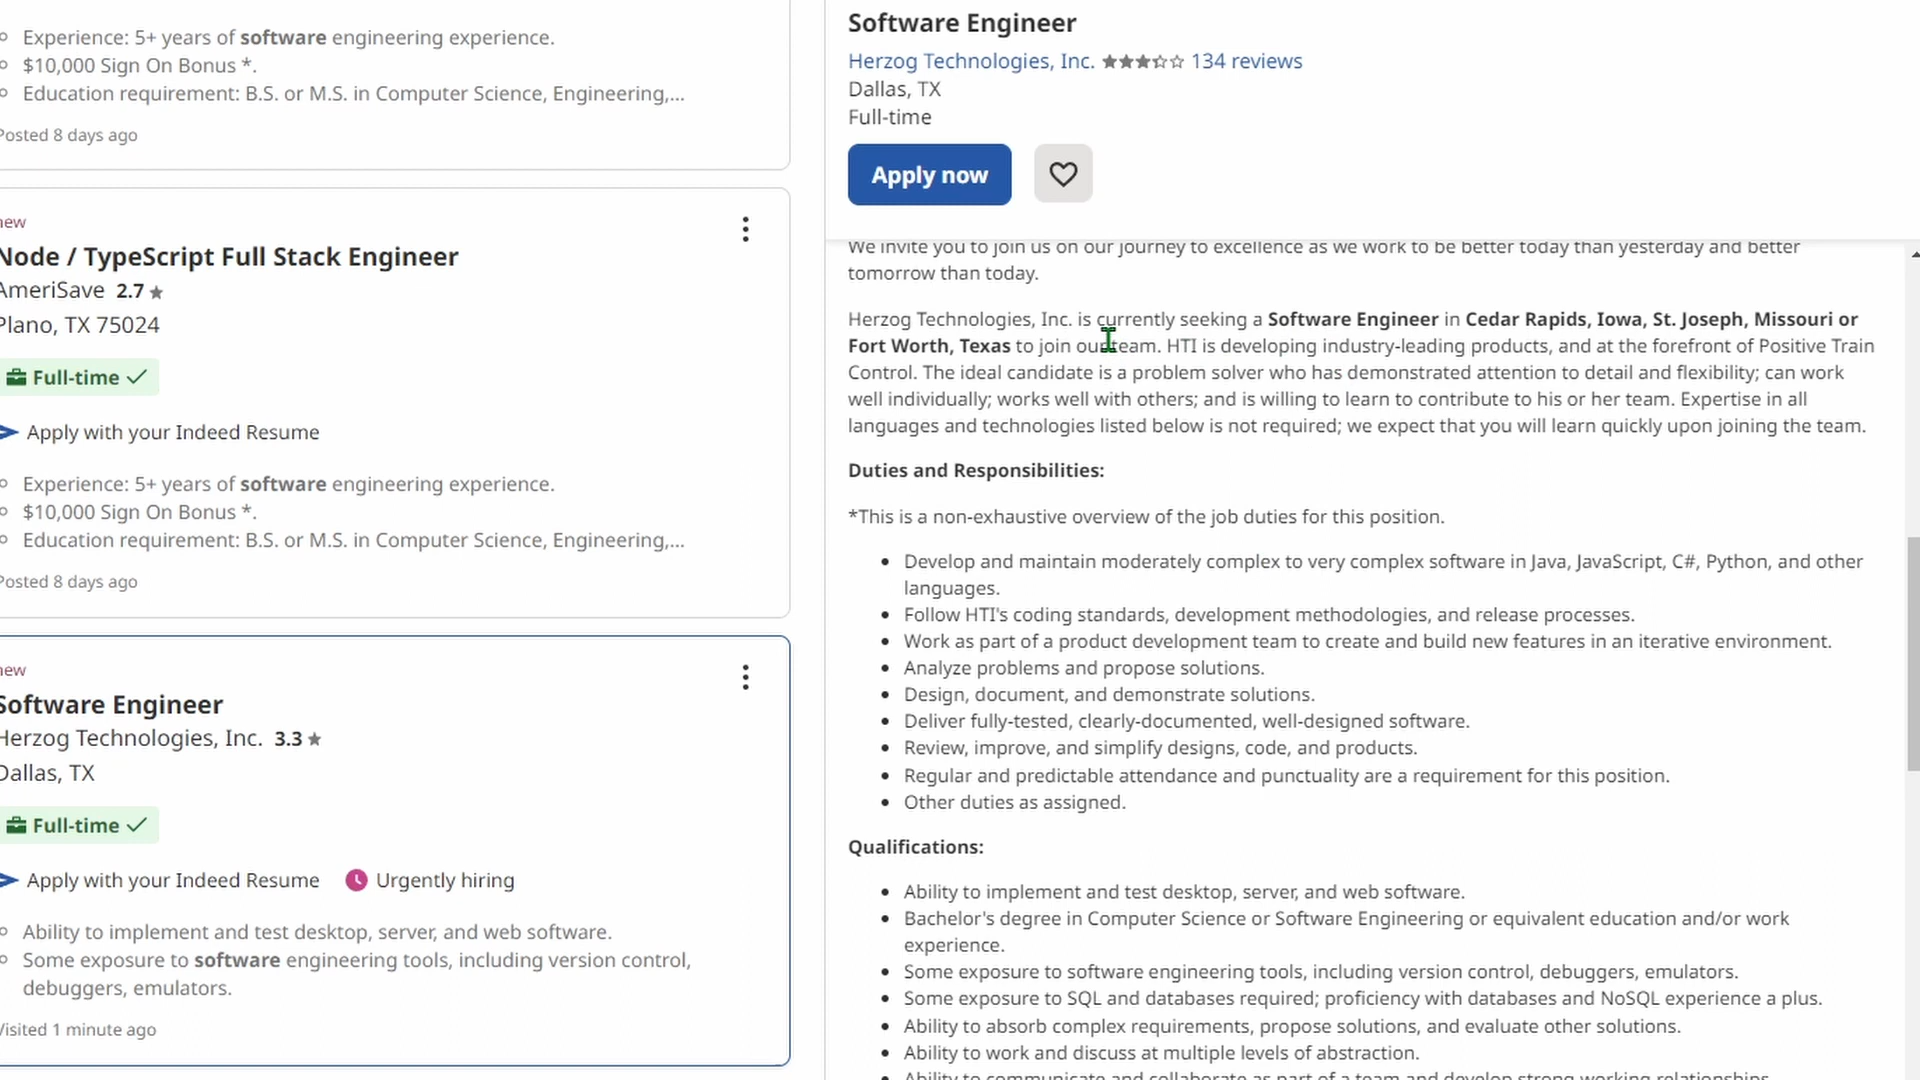 Experience: 5+ years of software engineering experience.
$10,000 Sign On Bonus *.
Education requirement: B.S. or M.S. in Computer Science, Engineering,...
Posted 8 days ago
new
Node / TypeScript Full Stack Engineer
AmeriSave 2.7
Plano, TX 75024
Full-time
Apply with your Indeed Resume
Experience: 5+ years of software engineering experience.
$10,000 Sign On Bonus *.
Education requirement: B.S. or M.S. in Computer Science, Engineering,...
Posted 8 days ago
new
Software Engineer
Herzog Technologies, Inc. 3.3
Dallas, TX
Full-time
Apply with your Indeed Resume Urgently hiring
Ability to implement and test desktop, server, and web software.
Some exposure to software engineering tools, including version control,
debuggers, emulators.
Visited 1 minute ago
Software Engineer
Herzog Technologies, Inc. 134 reviews
Dallas, TX
Full-time
Apply now
We invite you to join us on our journey to excellence as we work to be better today than yesterday and better
tomorrow than today.
Herzog Technologies, Inc. is currently seeking a Software Engineer in Cedar Rapids, Iowa, St. Joseph, Missouri or
Fort Worth, Texas to join our team. HTI is developing industry-leading products, and at the forefront of Positive Train
Control. The ideal candidate is a problem solver who has demonstrated attention to detail and flexibility; can work
well individually; works well with others; and is willing to learn to contribute to his or her team. Expertise in all
languages and technologies listed below is not required; we expect that you will learn quickly upon joining the team.
Duties and Responsibilities:
*This is a non-exhaustive overview of the job duties for this position.
Develop and maintain moderately complex to very complex software in Java, JavaScript, C#, Python, and other
languages.
Follow HTI's coding standards, development methodologies, and release processes.
Work as part of a product development team to create and build new features in an iterative environment.
Analyze problems and propose solutions.
Design, document, and demonstrate solutions.
Deliver fully-tested, clearly-documented, well-designed software.
Review, improve, and simplify designs, code, and products.
Regular and predictable attendance and punctuality are a requirement for this position.
Other duties as assigned.
Qualifications:
Ability to implement and test desktop, server, and web software.
Bachelor's degree in Computer Science or Software Engineering or equivalent education and/or work
experience.
Some exposure to software engineering tools, including version control, debuggers, emulators.
Some exposure to SQL and databases required; proficiency with databases and NoSQL experience a plus.
Ability to absorb complex requirements, propose solutions, and evaluate other solutions.
Ability to work and discuss at multiple levels of abstraction.
Ability to communicate and collaborate as part of a team and develop strong working relationships.